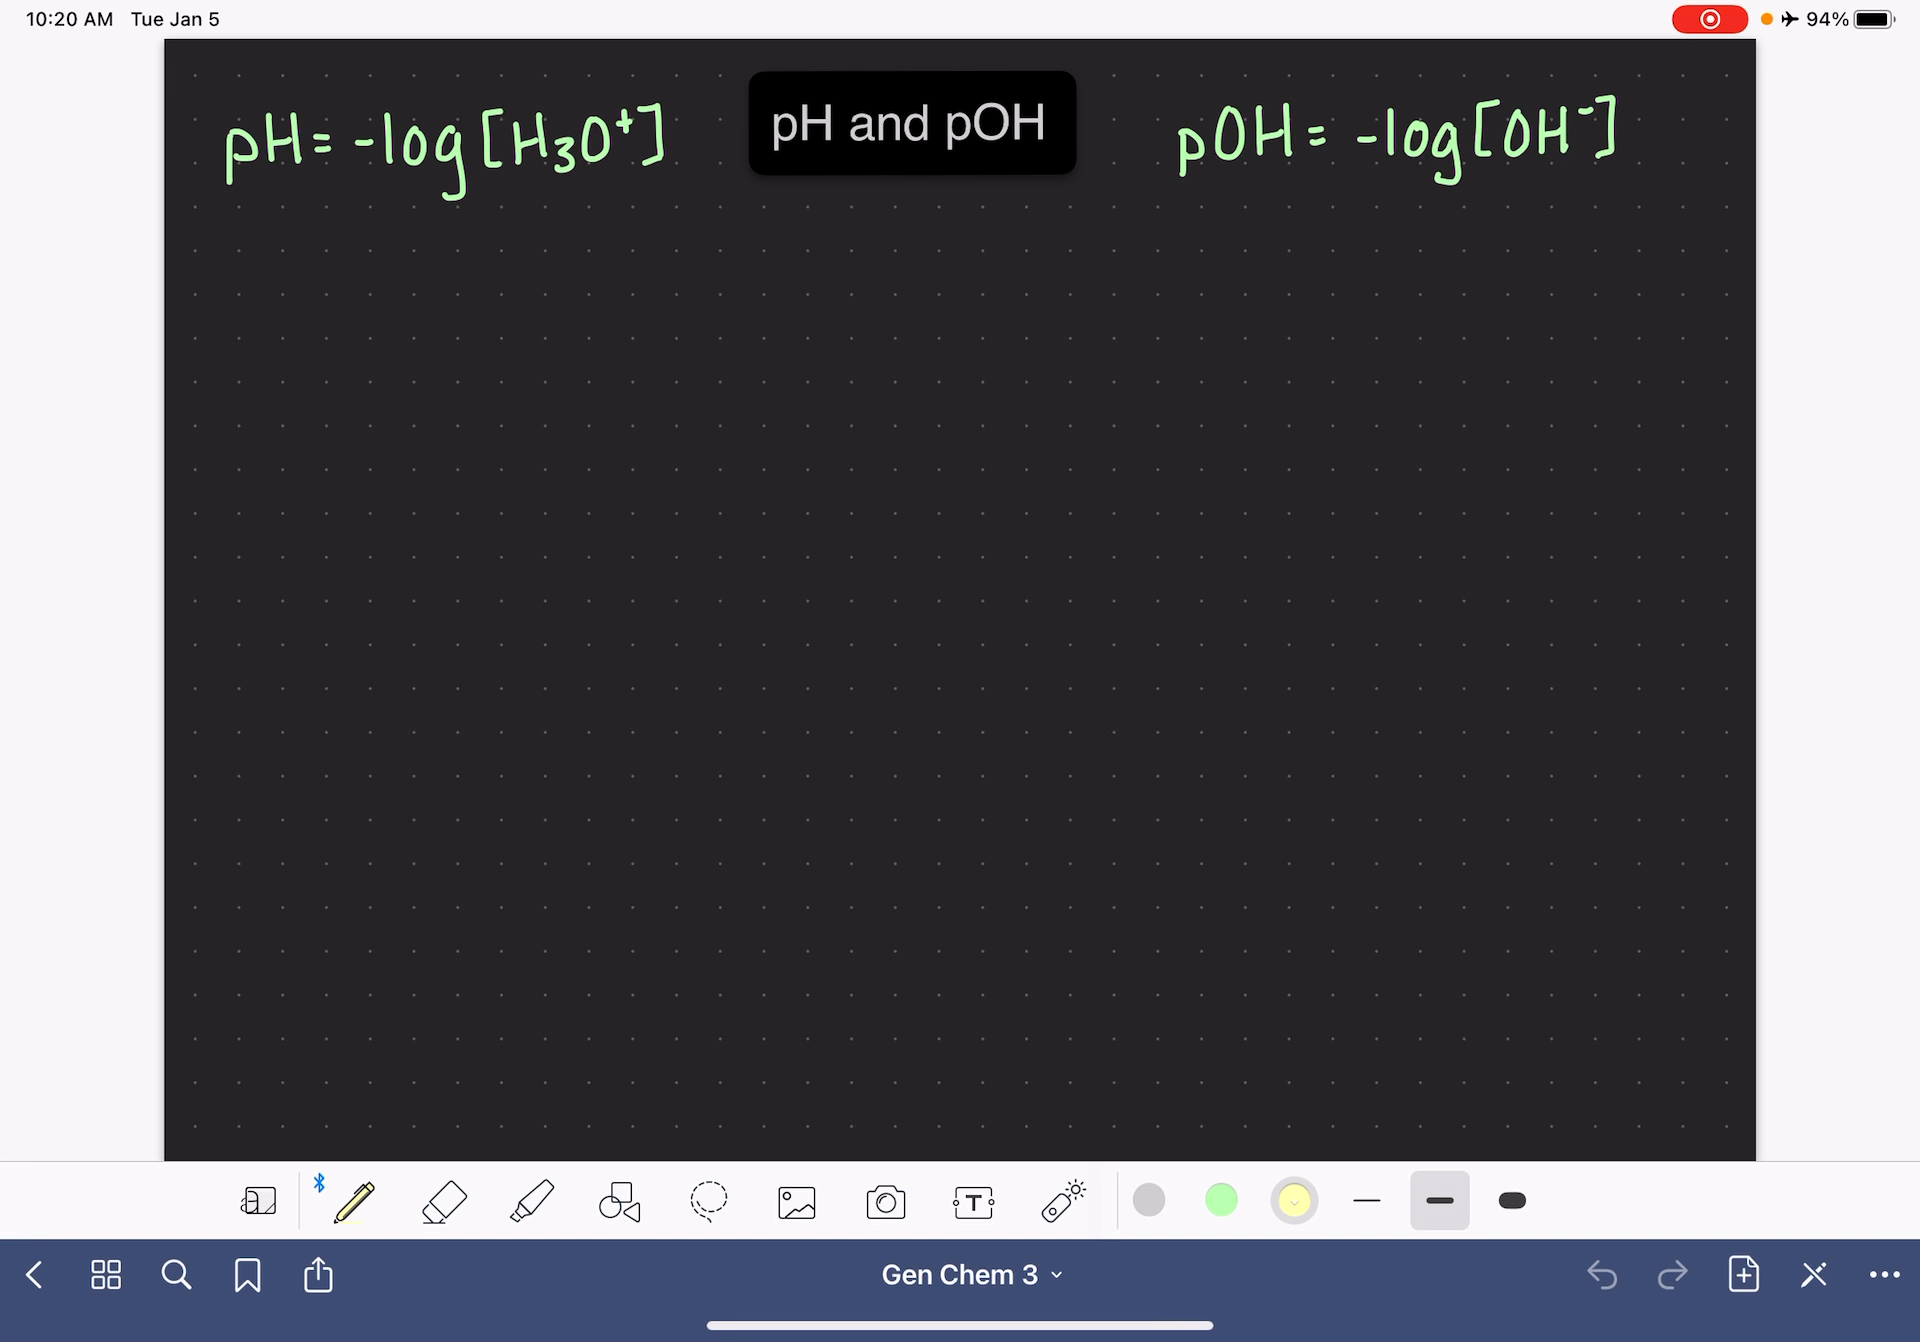 10:20 AM Tue Jan 5
94%
pH = -log[H₃O⁺]
pH and pOH
pOH = -log[OH⁻]
T
Gen Chem 3